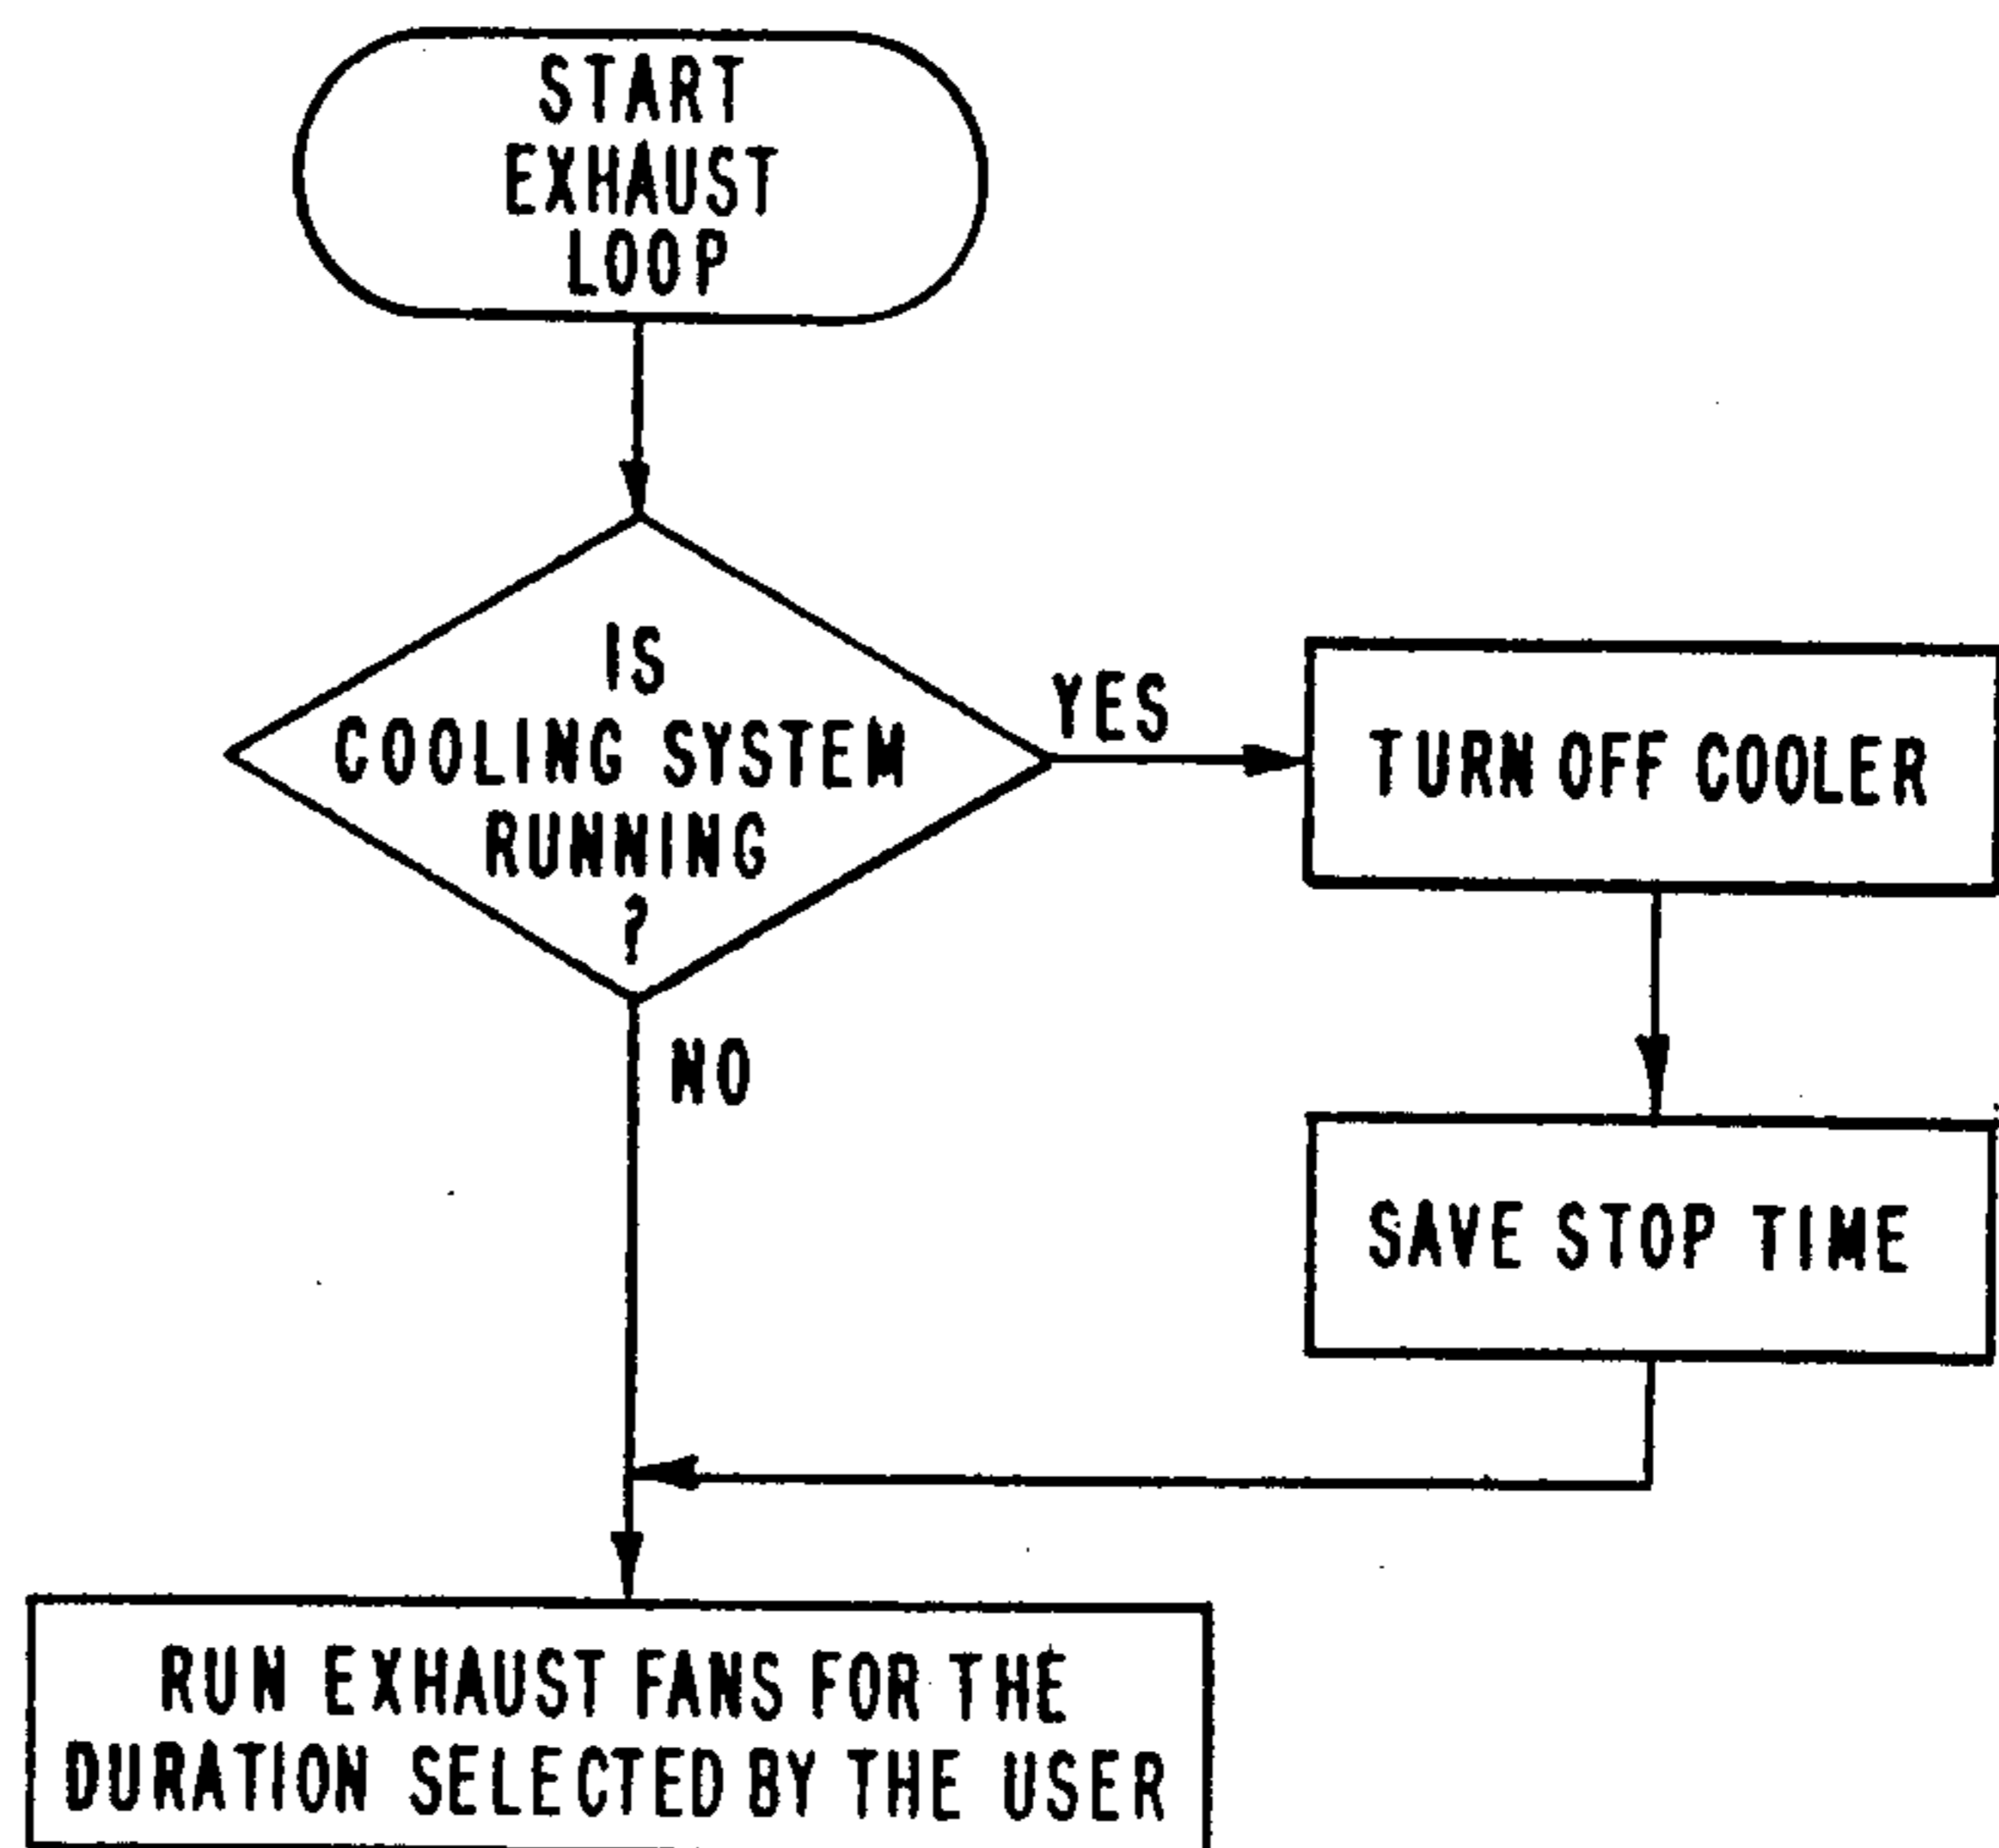 START
EXHAUST
LOOP
IS
COOLING SYSTEM
RUNNING
?
YES
TURN OFF COOLER
NO
SAVE STOP TIME
RUN EXHAUST FANS FOR THE
DURATION SELECTED BY THE USER